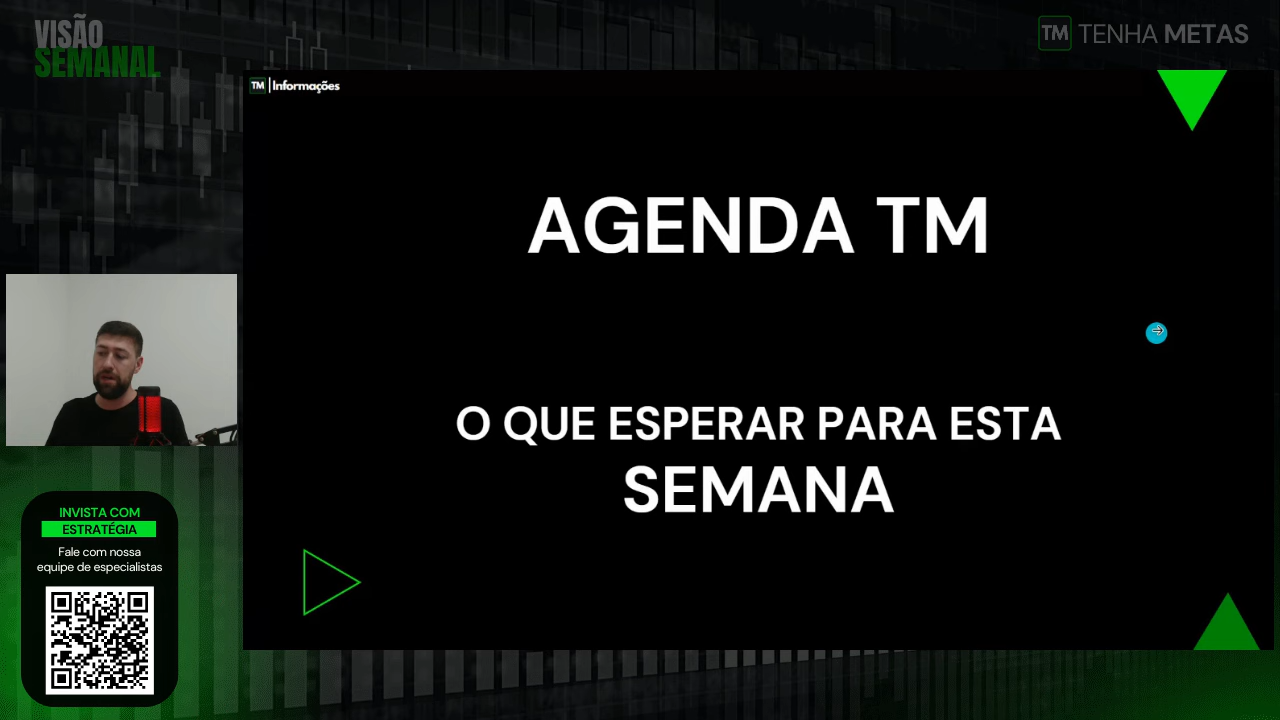 VISÃO
SEMANAL
TM TENHA METAS
TM Informações
AGENDA TM
O QUE ESPERAR PARA ESTA
SEMANA
INVISTA COM
ESTRATÉGIA
Fale com nossa
equipe de especialistas